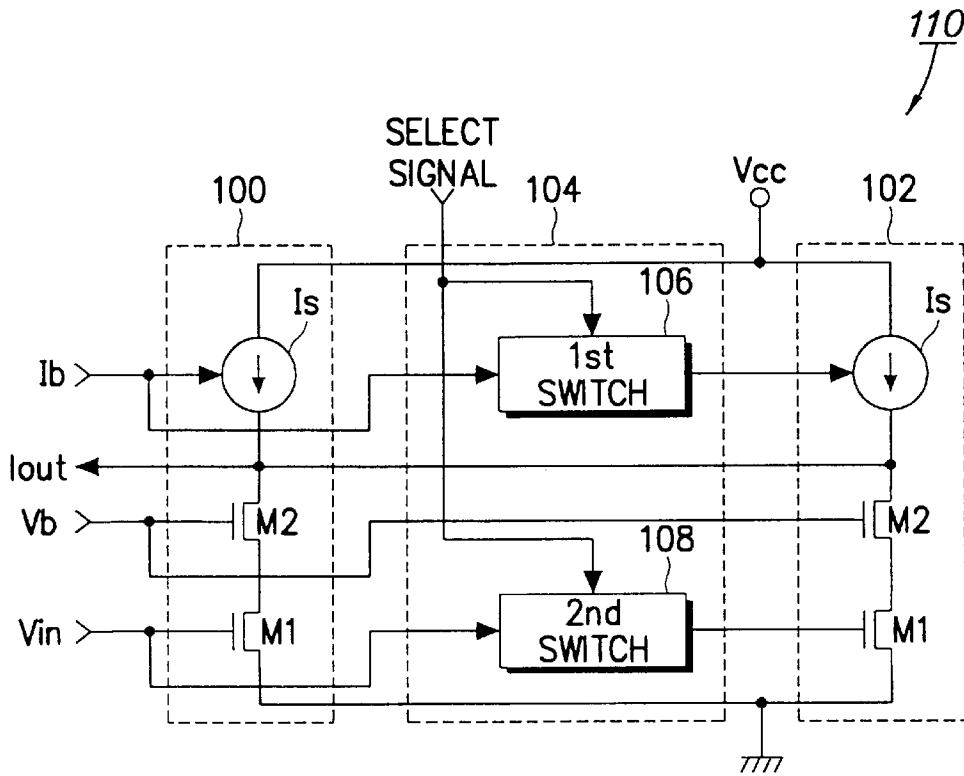 110
SELECT
SIGNAL
100
104
Vcc
102
106
Is
Is
Ib
1st
SWITCH
Iout
Vb
M2
M2
108
Vin
M1
2nd
SWITCH
M1